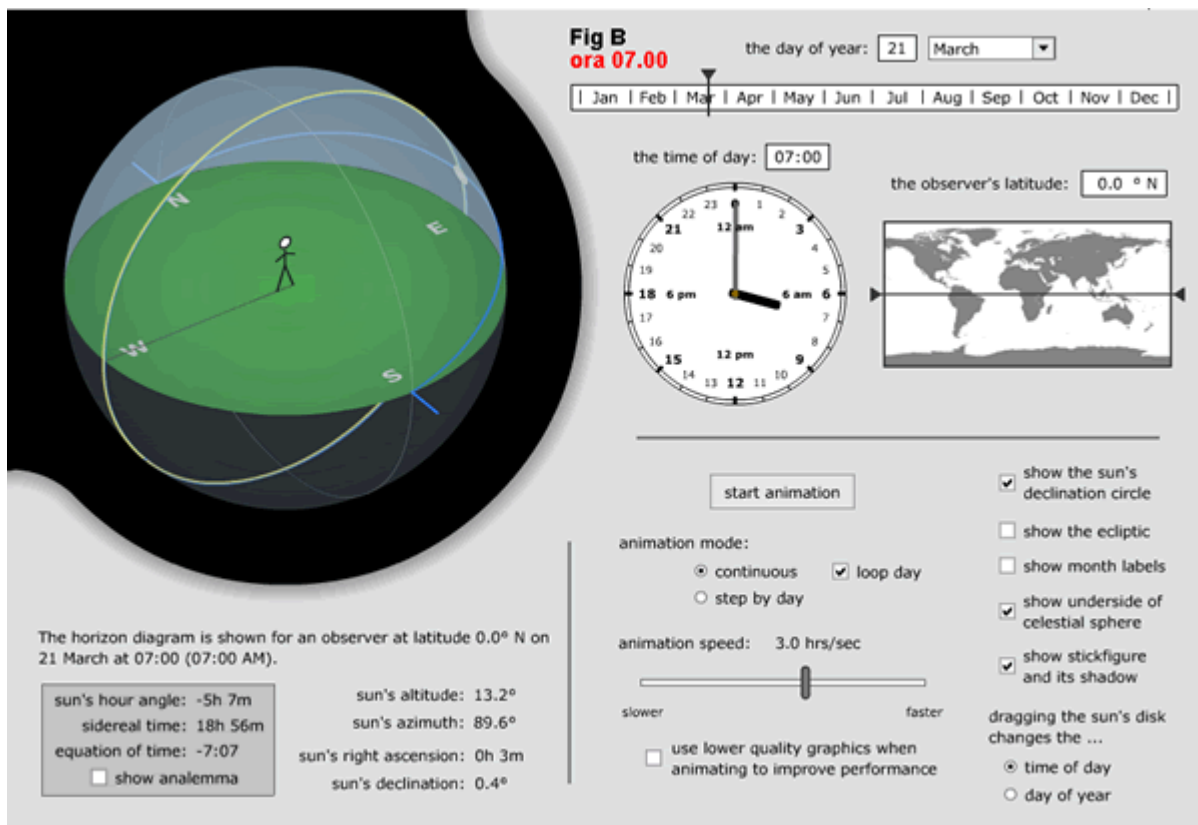 Fig B
ora 07.00
the day of year: 21 March
Jan Feb Mar Apr May Jun Jul Aug Sep Oct Nov Dec
the time of day: 07:00
the observer's latitude: 0.0 ° N
N
E
W
S
23 1
22 2
21 12 am 3
20 4
19 5
18 6 pm 6 am 6
17 7
16 12 pm 8
15 9
14 10
13 12 11
start animation
animation mode:
continuous
loop day
step by day
animation speed: 3.0 hrs/sec
slower faster
use lower quality graphics when
animating to improve performance
show the sun's
declination circle
show the ecliptic
show month labels
show underside of
celestial sphere
show stickfigure
and its shadow
dragging the sun's disk
changes the ...
time of day
day of year
The horizon diagram is shown for an observer at latitude 0.0° N on
21 March at 07:00 (07:00 AM).
sun's hour angle: -5h 7m
sidereal time: 18h 56m
equation of time: -7:07
show analemma
sun's altitude: 13.2°
sun's azimuth: 89.6°
sun's right ascension: 0h 3m
sun's declination: 0.4°